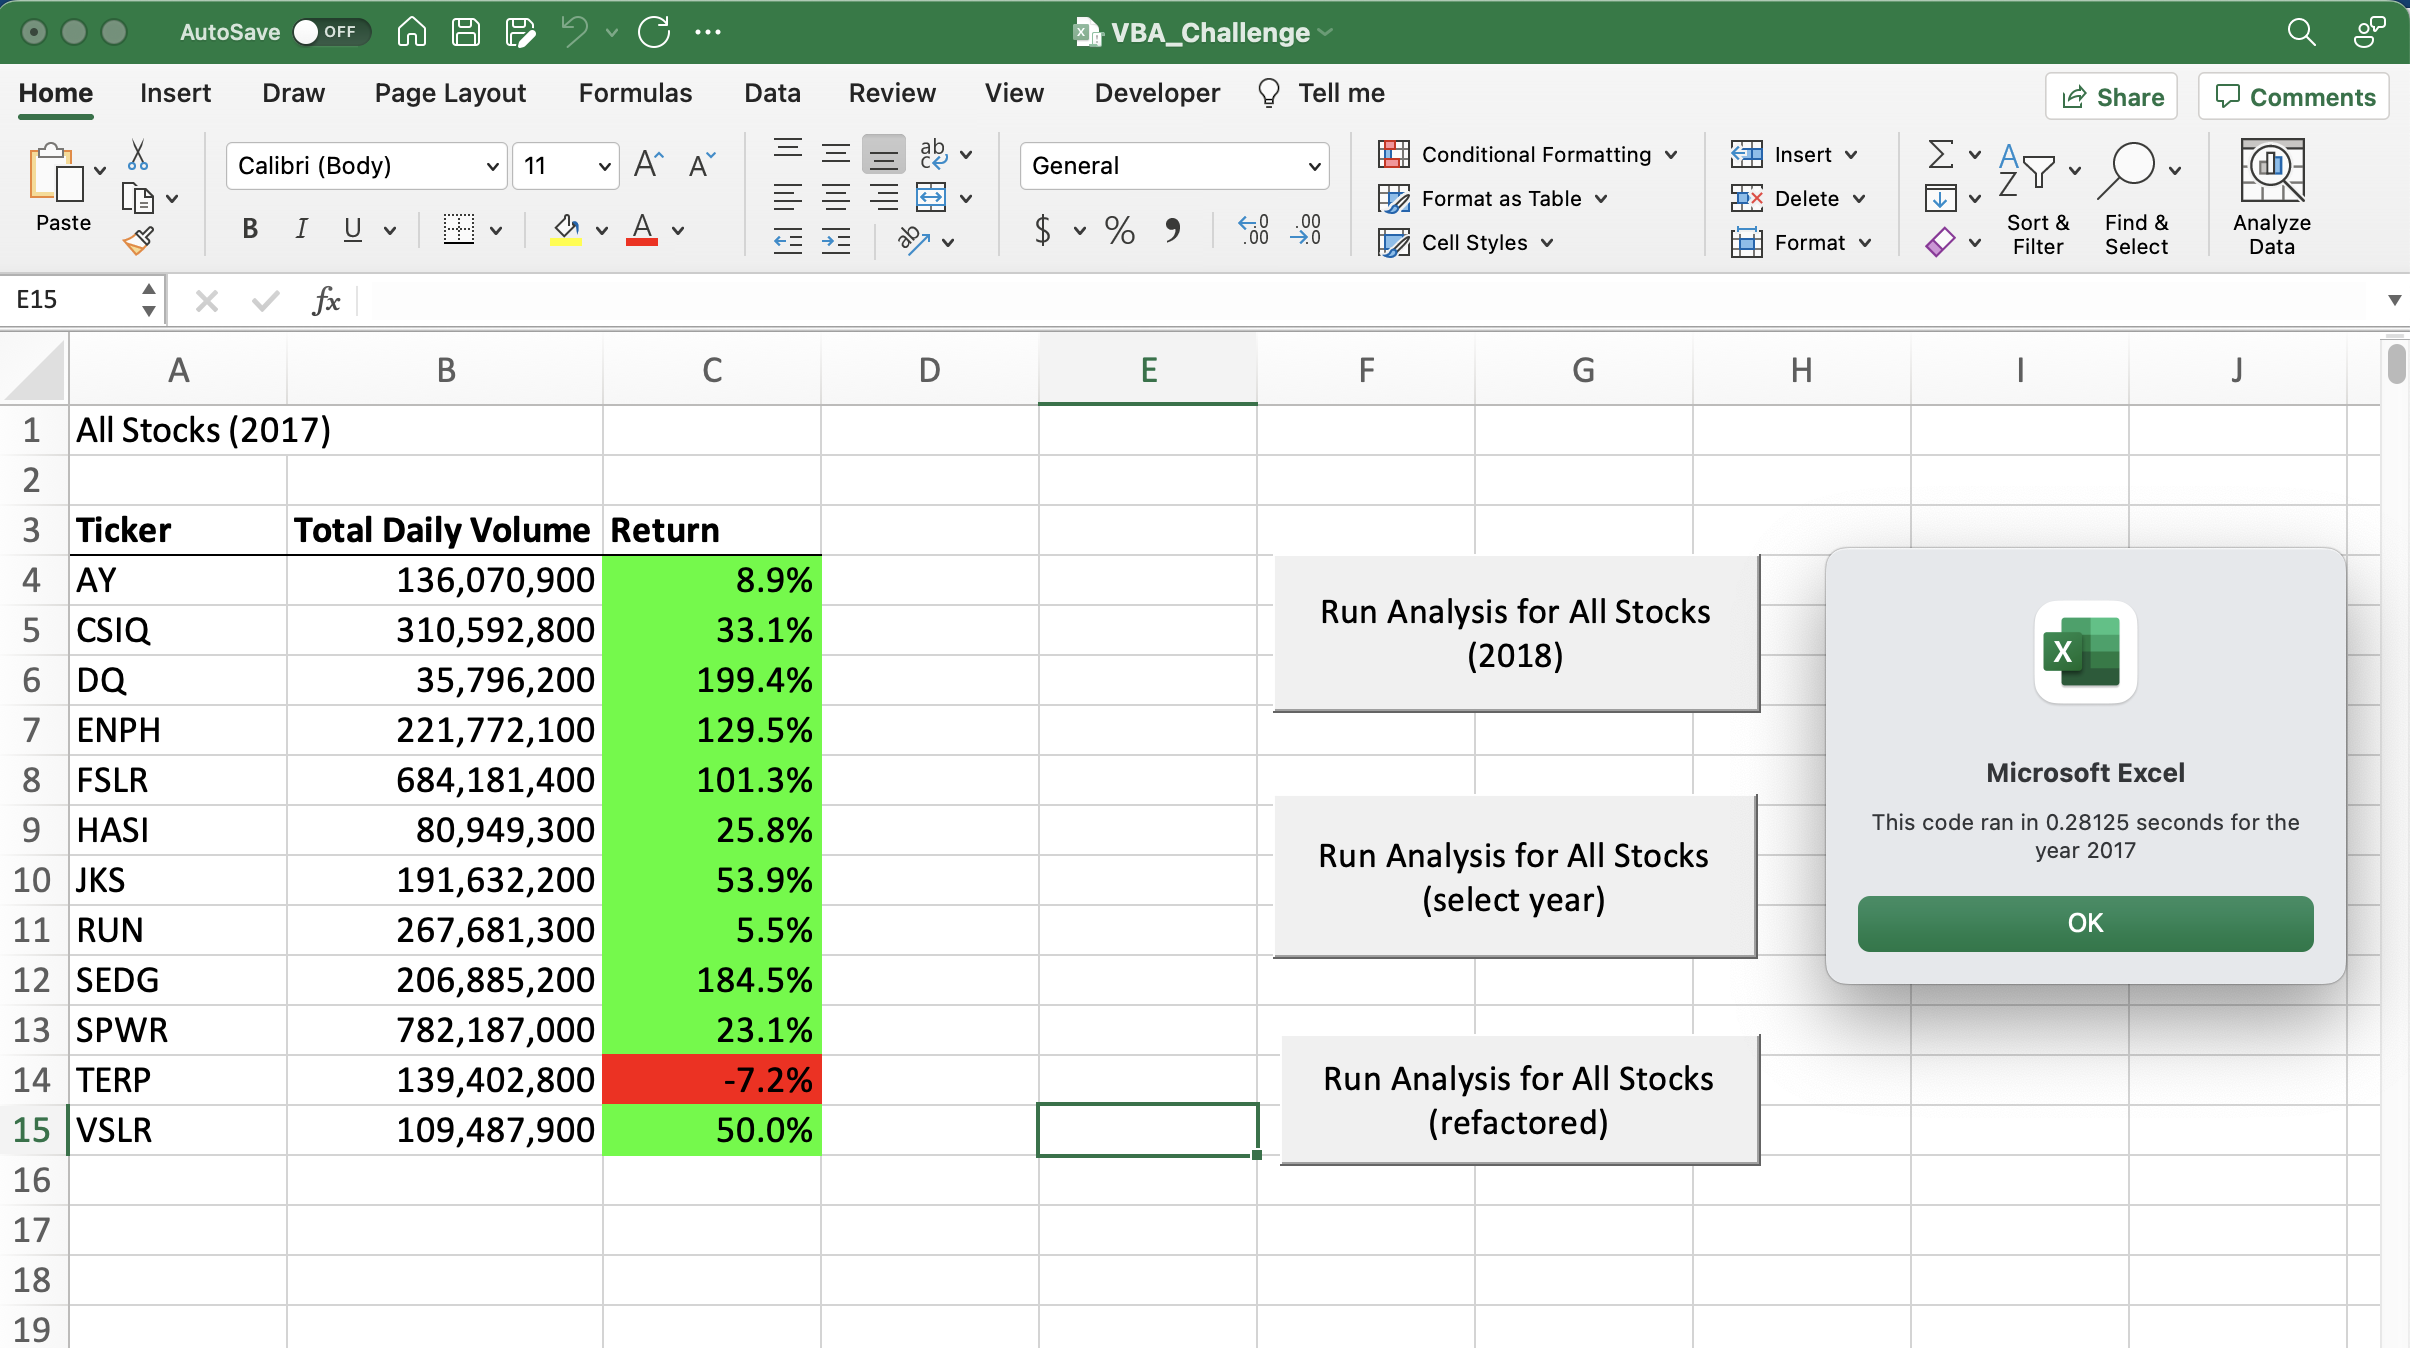 AutoSave OFF VBA_Challenge
Home Insert Draw Page Layout Formulas Data Review View Developer Tell me Share Comments
Paste
Calibri (Body) 11
B I U A
General
$ % ,
Conditional Formatting
Format as Table
Cell Styles
Insert
Delete
Format
Sort & Filter
Find & Select
Analyze Data
E15 fx
A B C D E F G H I J
1 All Stocks (2017)
2
3 Ticker Total Daily Volume Return
4 AY 136,070,900 8.9%
5 CSIQ 310,592,800 33.1%
6 DQ 35,796,200 199.4%
7 ENPH 221,772,100 129.5%
8 FSLR 684,181,400 101.3%
9 HASI 80,949,300 25.8%
10 JKS 191,632,200 53.9%
11 RUN 267,681,300 5.5%
12 SEDG 206,885,200 184.5%
13 SPWR 782,187,000 23.1%
14 TERP 139,402,800 -7.2%
15 VSLR 109,487,900 50.0%
16
17
18
19
Run Analysis for All Stocks
(2018)
Run Analysis for All Stocks
(select year)
Run Analysis for All Stocks
(refactored)
X
Microsoft Excel
This code ran in 0.28125 seconds for the
year 2017
OK